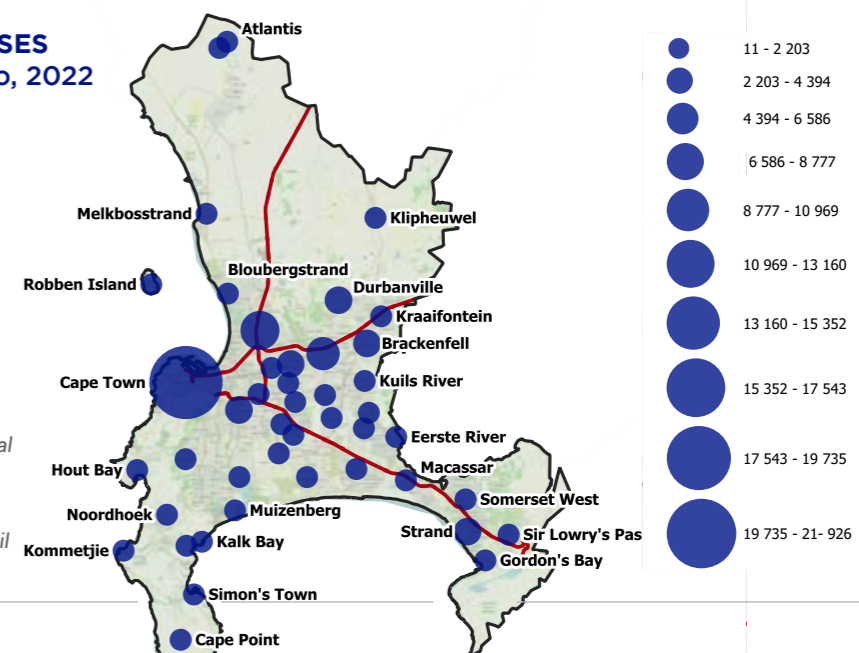 SES
o, 2022
Atlantis
Melkbosstrand
Klipheuwel
Robben Island
Bloubergstrand
Durbanville
Kraaifontein
Brackenfell
Cape Town
Kuils River
Eerste River
Hout Bay
Macassar
Somerset West
Noordhoek
Muizenberg
Strand
Sir Lowry's Pas
Kommetjie
Kalk Bay
Gordon's Bay
Simon's Town
Cape Point
al
il
11 - 2 203
2 203 - 4 394
4 394 - 6 586
6 586 - 8 777
8 777 - 10 969
10 969 - 13 160
13 160 - 15 352
15 352 - 17 543
17 543 - 19 735
19 735 - 21- 926